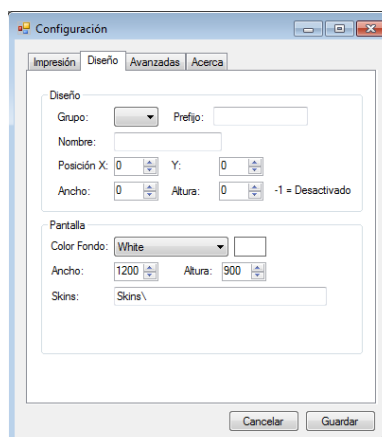 Configuración
Impresión Diseño Avanzadas Acerca
Diseño
Grupo: Prefijo:
Nombre:
Posición X: 0 Y: 0
Ancho: 0 Altura: 0 -1 = Desactivado
Pantalla
Color Fondo: White
Ancho: 1200 Altura: 900
Skins: Skins\
Cancelar Guardar